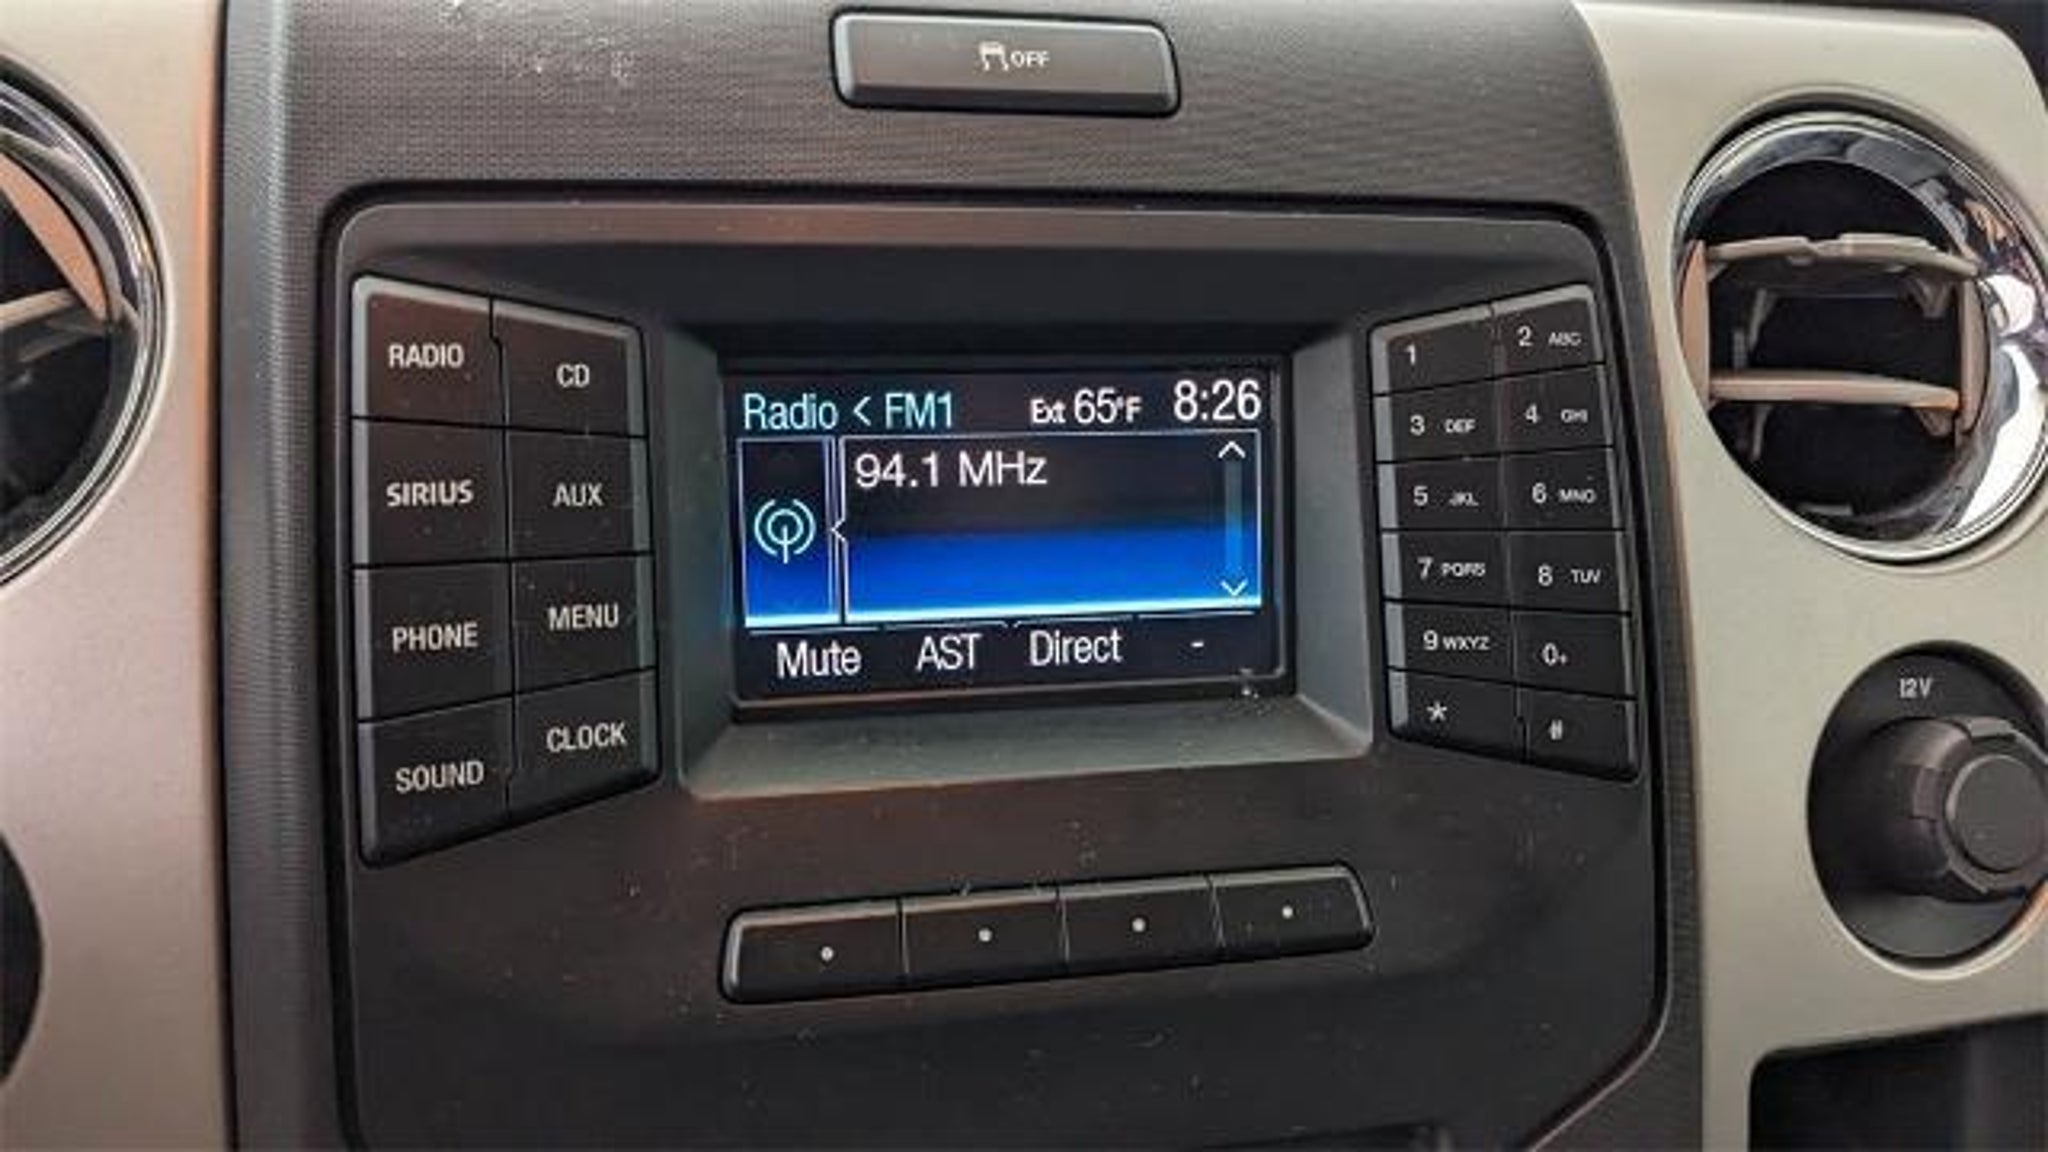 OFF
RADIO
CD
SIRIUS
AUX
PHONE
MENU
SOUND
CLOCK
Radio < FM1 Ext 65°F 8:26
94.1 MHz
Mute AST Direct -
1
2 ABC
3 DEF
4 GHI
5 JKL
6 MNO
7 PQRS
8 TUV
9 WXYZ
0+
*
#
12V